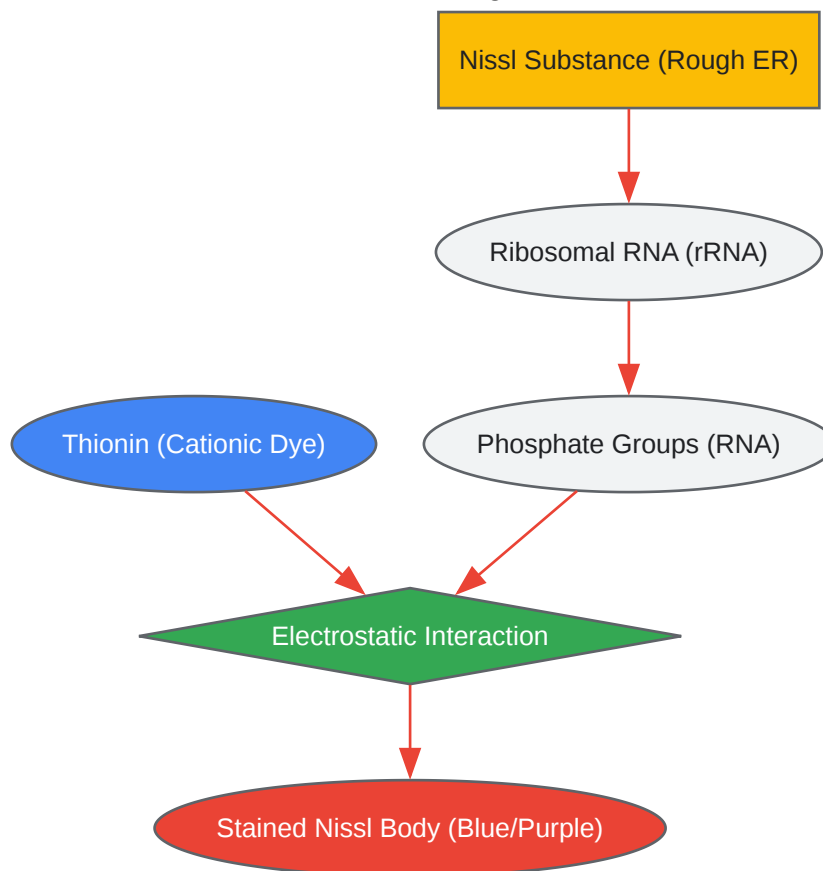 Nissl Substance (Rough ER)
Ribosomal RNA (rRNA)
Thionin (Cationic Dye)
Phosphate Groups (RNA)
Electrostatic Interaction
Stained Nissl Body (Blue/Purple)